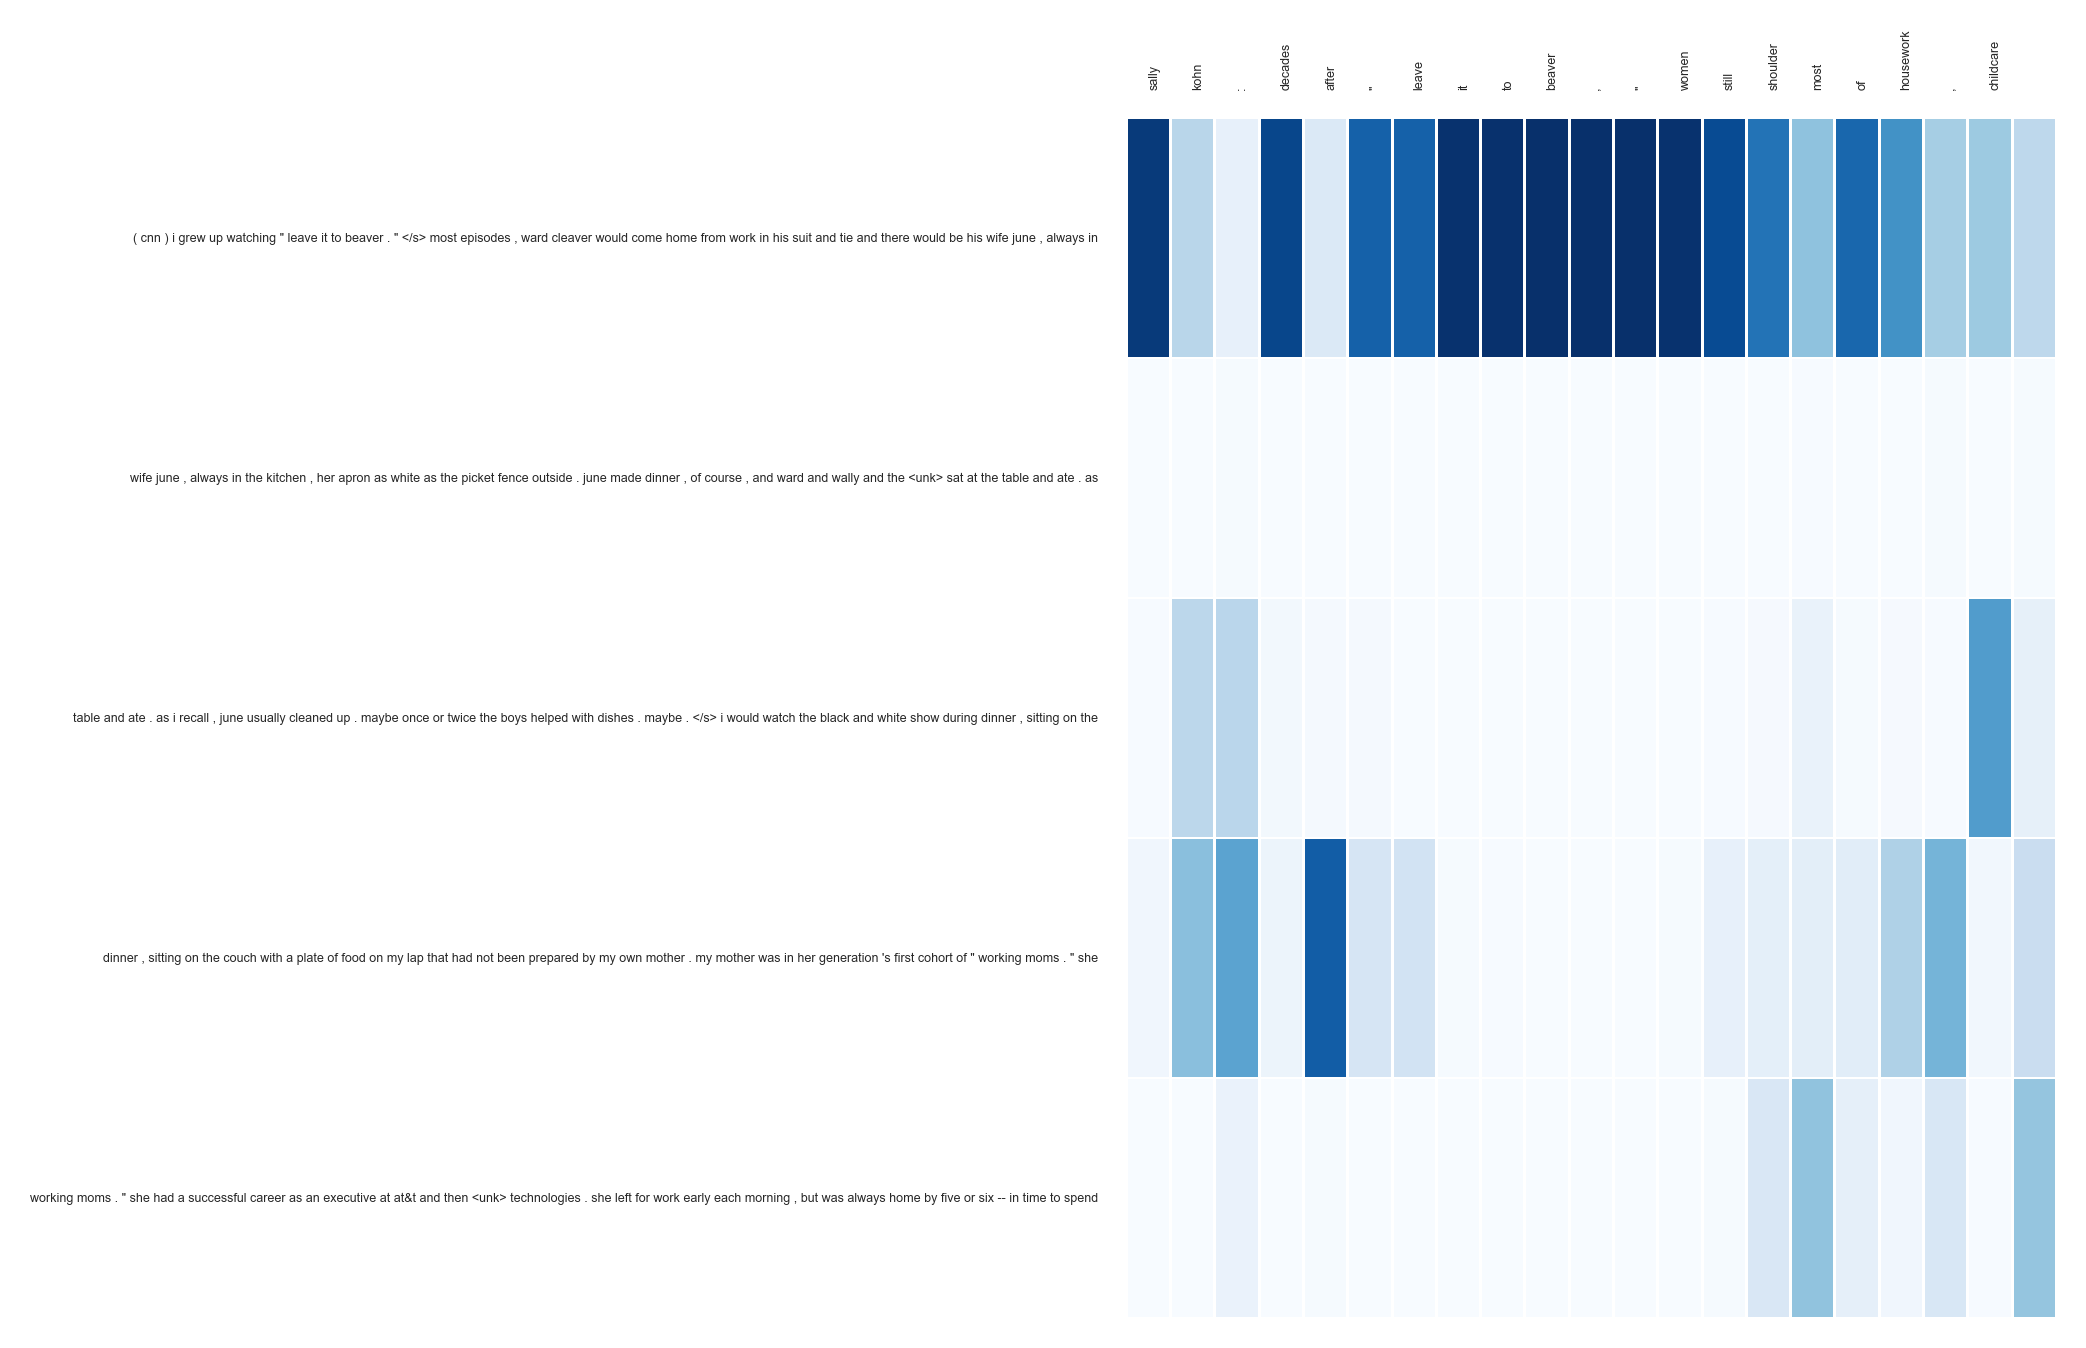 sally
kohn
:
decades
after
"
leave
it
to
beaver
,
"
women
still
shoulder
most
of
housework
,
childcare
( cnn ) i grew up watching " leave it to beaver . " </s> most episodes , ward cleaver would come home from work in his suit and tie and there would be his wife june , always in
wife june , always in the kitchen , her apron as white as the picket fence outside . june made dinner , of course , and ward and wally and the <unk> sat at the table and ate . as
table and ate . as i recall , june usually cleaned up . maybe once or twice the boys helped with dishes . maybe . </s> i would watch the black and white show during dinner , sitting on the
dinner , sitting on the couch with a plate of food on my lap that had not been prepared by my own mother . my mother was in her generation 's first cohort of " working moms . " she
working moms . " she had a successful career as an executive at at&t and then <unk> technologies . she left for work early each morning , but was always home by five or six -- in time to spend